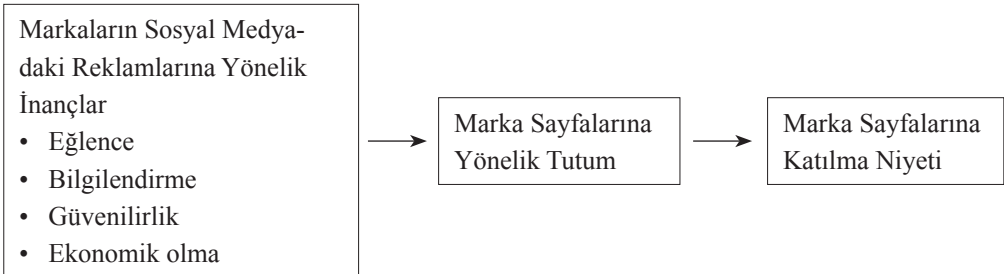 Markaların Sosyal Medya-
daki Reklamlarına Yönelik
İnançlar
• Eğlence
• Bilgilendirme
• Güvenilirlik
• Ekonomik olma
Marka Sayfalarına
Yönelik Tutum
Marka Sayfalarına
Katılma Niyeti